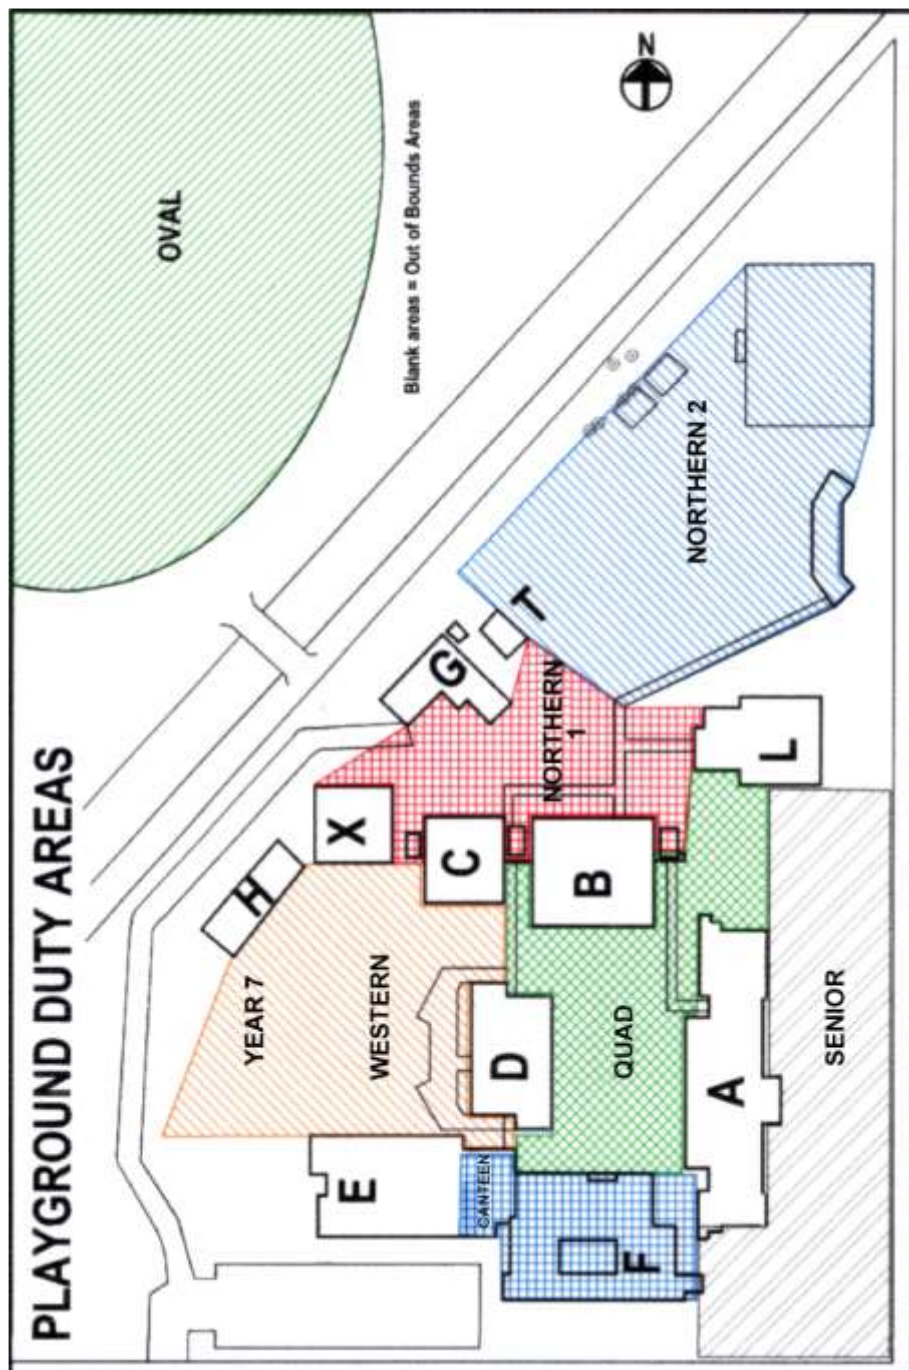 PLAYGROUND DUTY AREAS
OVAL
Blank areas = Out of Bounds Areas
N
H
X
G
T
YEAR 7
WESTERN
C
NORTHERN
1
NORTHERN 2
E
D
B
L
CANTEEN
QUAD
F
A
SENIOR